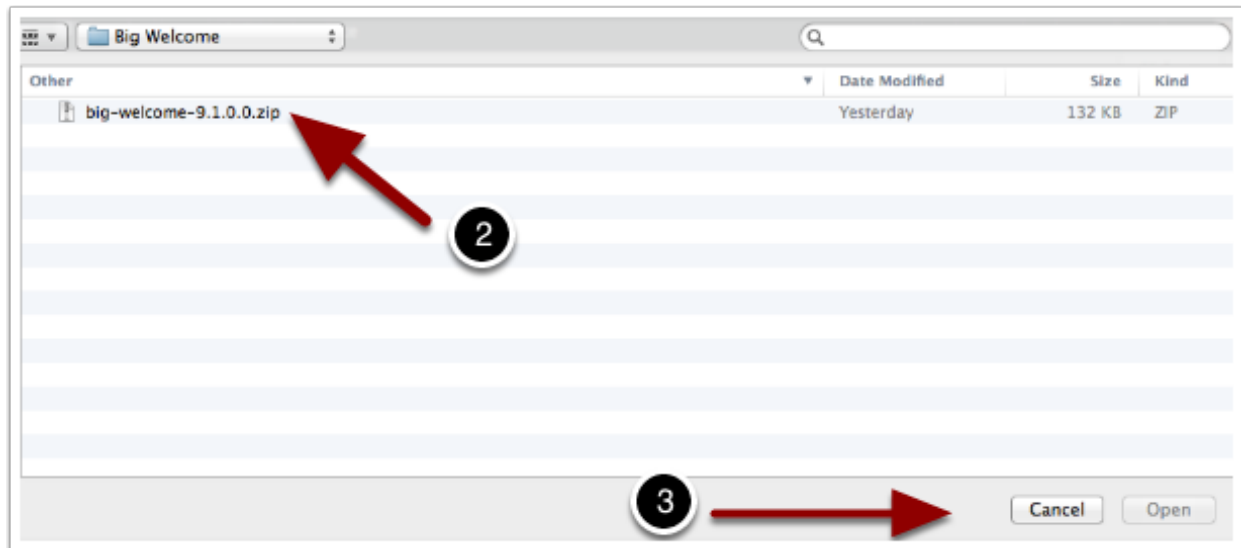 Big Welcome
Other Date Modified Size Kind
big-welcome-9.1.0.0.zip Yesterday 132 KB ZIP
2
3 Cancel Open